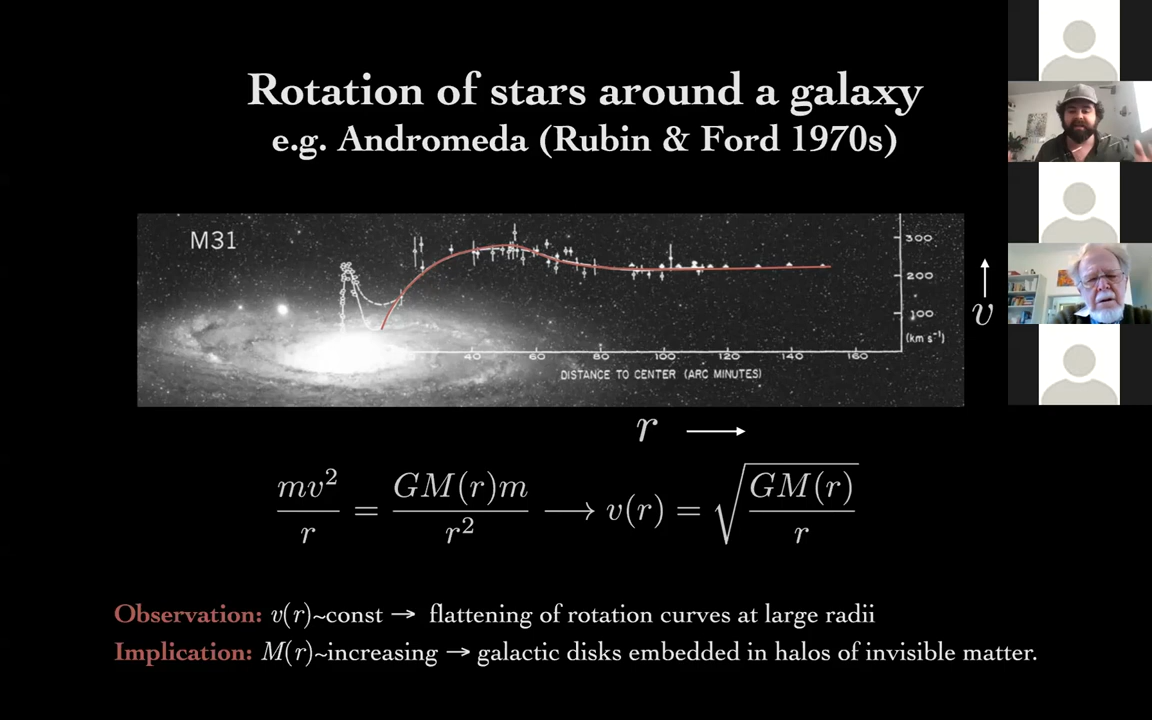 Rotation of stars around a galaxy
e.g. Andromeda (Rubin & Ford 1970s)
M31
300
200
100
(km s⁻¹)
v
20 40 60 80 100 120 140 160
DISTANCE TO CENTER (ARC MINUTES)
r →
mv²/r = GM(r)m/r² → v(r) = √(GM(r)/r)
Observation: v(r)~const → flattening of rotation curves at large radii
Implication: M(r)~increasing → galactic disks embedded in halos of invisible matter.